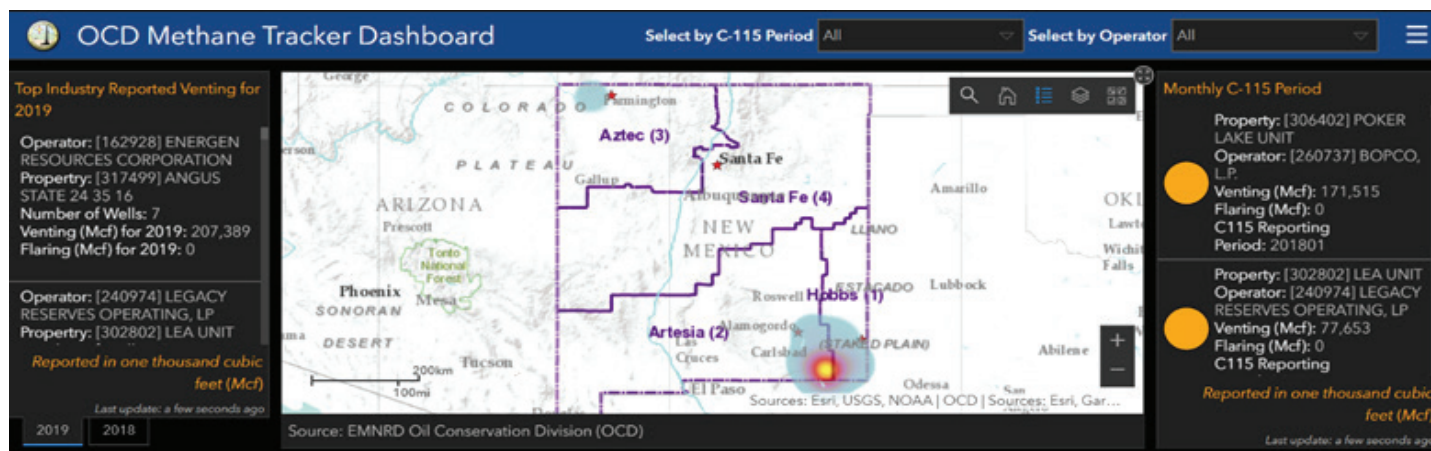 OCD Methane Tracker Dashboard
Select by C-115 Period
All
Select by Operator
All
Top Industry Reported Venting for
2019
Operator: [162928] ENERGEN
RESOURCES CORPORATION
Propertry: [317499] ANGUS
STATE 24 35 16
Number of Wells: 7
Venting (Mcf) for 2019: 207,389
Flaring (Mcf) for 2019: 0
Operator: [240974] LEGACY
RESERVES OPERATING, LP
Propertry: [302802] LEA UNIT
Reported in one thousand cubic
feet (Mcf)
Last update: a few seconds ago
2019
2018
George
COLORADO
Farmington
Aztec (3)
PLATEAU
Santa Fe
Gallup
Albuquerque
Santa Fe (4)
Amarillo
ARIZONA
Prescott
NEW
MEXICO
LLANO
Tonto
National
Forest
Phoenix
Mesa
SONORAN
DESERT
Roswell
Hobbs (1)
ESTACADO
Lubbock
Wichita
Falls
Artesia (2)
Alamogordo
Las
Cruces
Carlsbad
(STAKED PLAIN)
Abilene
Tucson
200km
100mi
El Paso
Odessa
San
Sources: Esri, USGS, NOAA | OCD | Sources: Esri, Gar...
Source: EMNRD Oil Conservation Division (OCD)
Monthly C-115 Period
Property: [306402] POKER
LAKE UNIT
Operator: [260737] BOPCO,
L.P.
Venting (Mcf): 171,515
Flaring (Mcf): 0
C115 Reporting
Period: 201801
Property: [302802] LEA UNIT
Operator: [240974] LEGACY
RESERVES OPERATING, LP
Venting (Mcf): 77,653
Flaring (Mcf): 0
C115 Reporting
Reported in one thousand cubic
feet (Mcf)
Last update: a few seconds ago